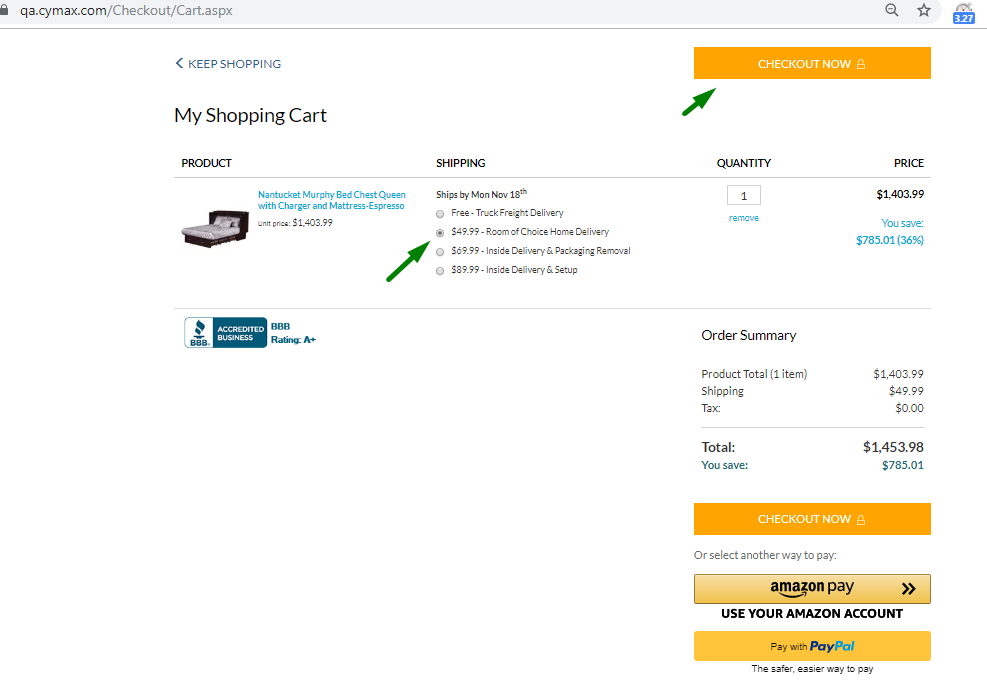 qa.cymax.com/Checkout/Cart.aspx
3.27
KEEP SHOPPING
CHECKOUT NOW
My Shopping Cart
PRODUCT SHIPPING QUANTITY PRICE
Nantucket Murphy Bed Chest Queen
with Charger and Mattress-Espresso
Unit price: $1,403.99
Ships by Mon Nov 18th
Free - Truck Freight Delivery
$49.99 - Room of Choice Home Delivery
$69.99 - Inside Delivery & Packaging Removal
$89.99 - Inside Delivery & Setup
1
remove
$1,403.99
You save:
$785.01 (36%)
BBB.
ACCREDITED
BUSINESS
BBB
Rating: A+
Order Summary
Product Total (1 item) $1,403.99
Shipping $49.99
Tax: $0.00
Total: $1,453.98
You save: $785.01
CHECKOUT NOW
Or select another way to pay:
amazon pay
USE YOUR AMAZON ACCOUNT
Pay with PayPal
The safer, easier way to pay